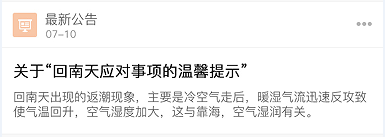 最新公告
07-10
关于“回南天应对事项的温馨提示”
回南天出现的返潮现象，主要是冷空气走后，暖湿气流迅速反攻致
使气温回升，空气湿度加大，这与靠海，空气湿润有关。